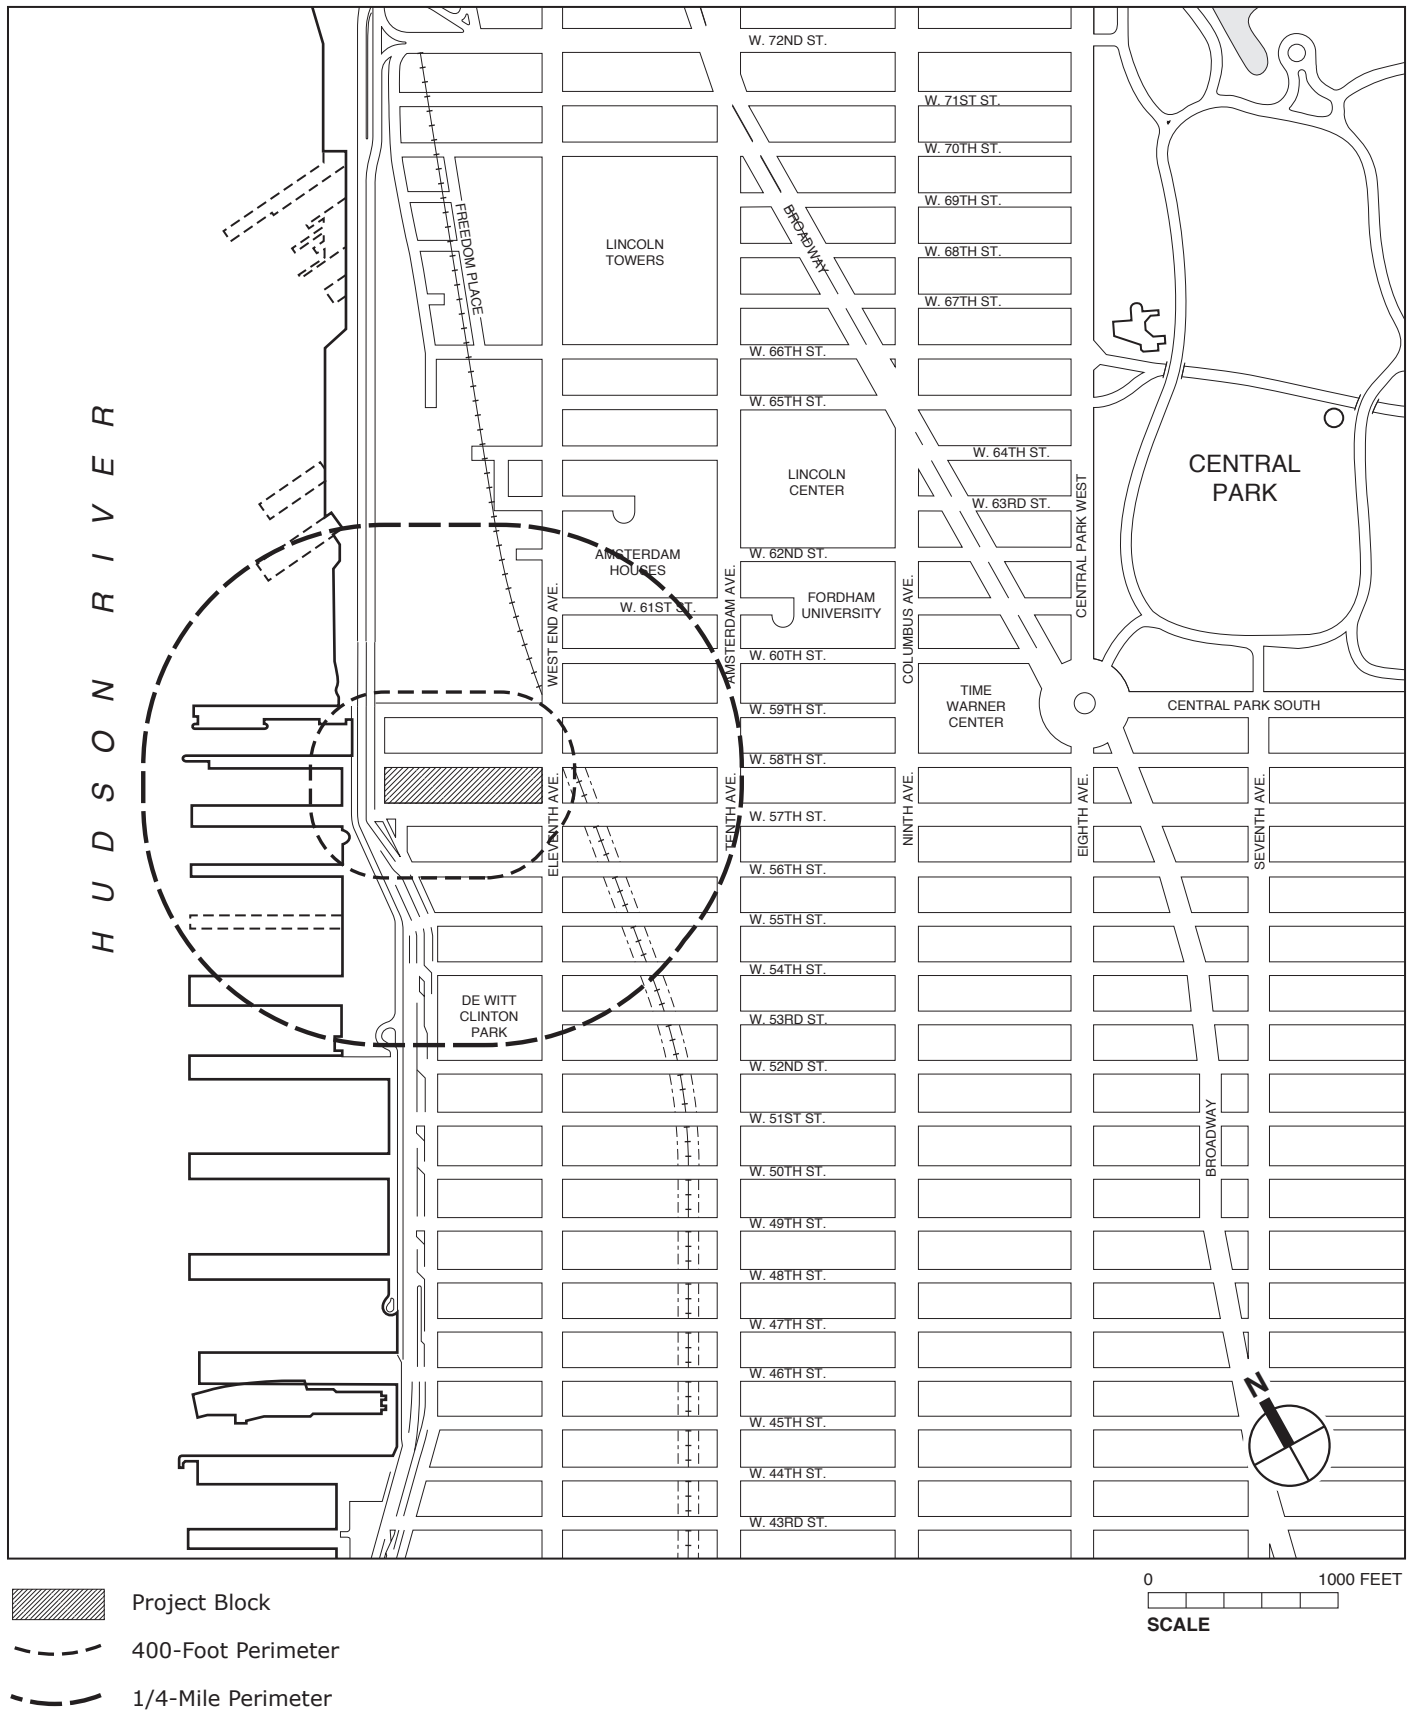 W. 72ND ST.
W. 71ST ST.
W. 70TH ST.
W. 69TH ST.
W. 68TH ST.
W. 67TH ST.
W. 66TH ST.
W. 65TH ST.
W. 64TH ST.
W. 63RD ST.
W. 62ND ST.
W. 61ST ST.
W. 60TH ST.
W. 59TH ST.
W. 58TH ST.
W. 57TH ST.
W. 56TH ST.
W. 55TH ST.
W. 54TH ST.
W. 53RD ST.
W. 52ND ST.
W. 51ST ST.
W. 50TH ST.
W. 49TH ST.
W. 48TH ST.
W. 47TH ST.
W. 46TH ST.
W. 45TH ST.
W. 44TH ST.
W. 43RD ST.
FREEDOM PLACE
BROADWAY
LINCOLN
TOWERS
LINCOLN
CENTER
CENTRAL
PARK
HUDSON RIVER
AMSTERDAM
HOUSES
FORDHAM
UNIVERSITY
WEST END AVE.
AMSTERDAM AVE.
COLUMBUS AVE.
CENTRAL PARK WEST
TIME
WARNER
CENTER
CENTRAL PARK SOUTH
ELEVENTH AVE.
TENTH AVE.
NINTH AVE.
EIGHTH AVE.
SEVENTH AVE.
DE WITT
CLINTON
PARK
BROADWAY
N
0 1000 FEET
SCALE
Project Block
400-Foot Perimeter
1/4-Mile Perimeter